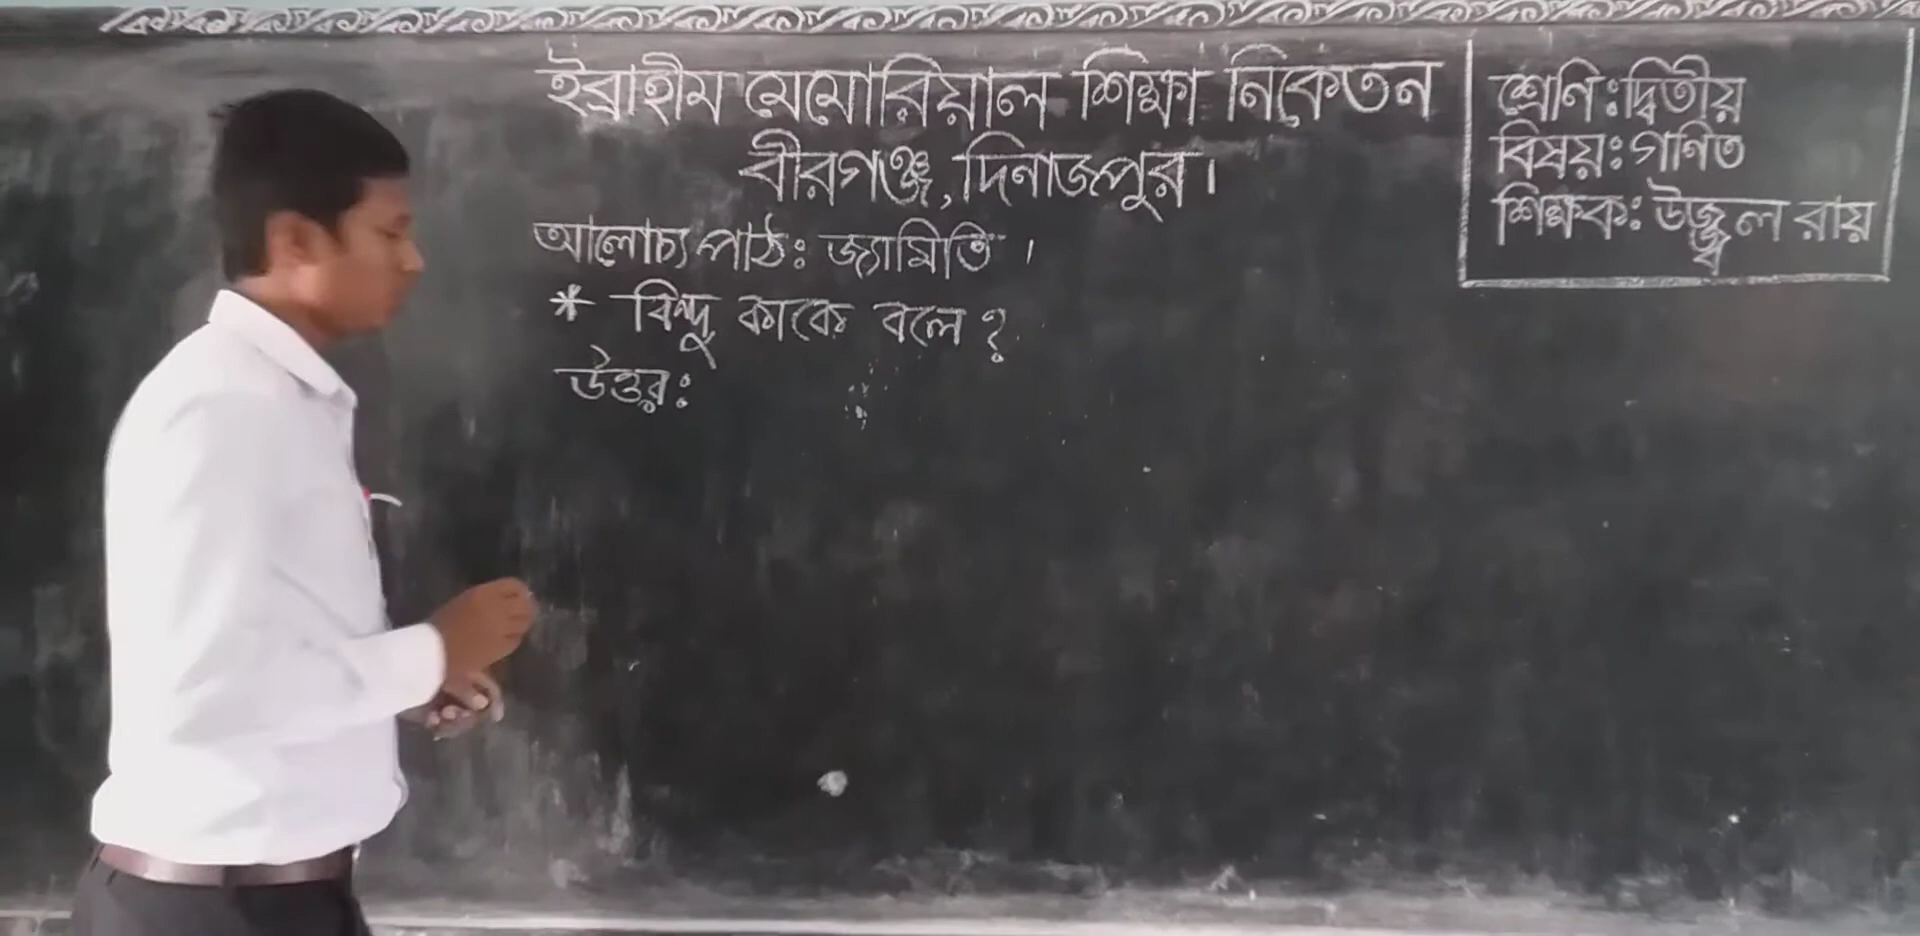 ইব্রাহীম মেমোরিয়াল শিক্ষা নিকেতন
বীরগঞ্জ, দিনাজপুর।
আলোচ্য পাঠঃ জ্যামিতি ।
* বিন্দু কাকে বলে ?
উত্তরঃ
শ্রেণি ঃ দ্বিতীয়
বিষয়ঃ গণিত
শিক্ষকঃ উজ্জ্বল রায়